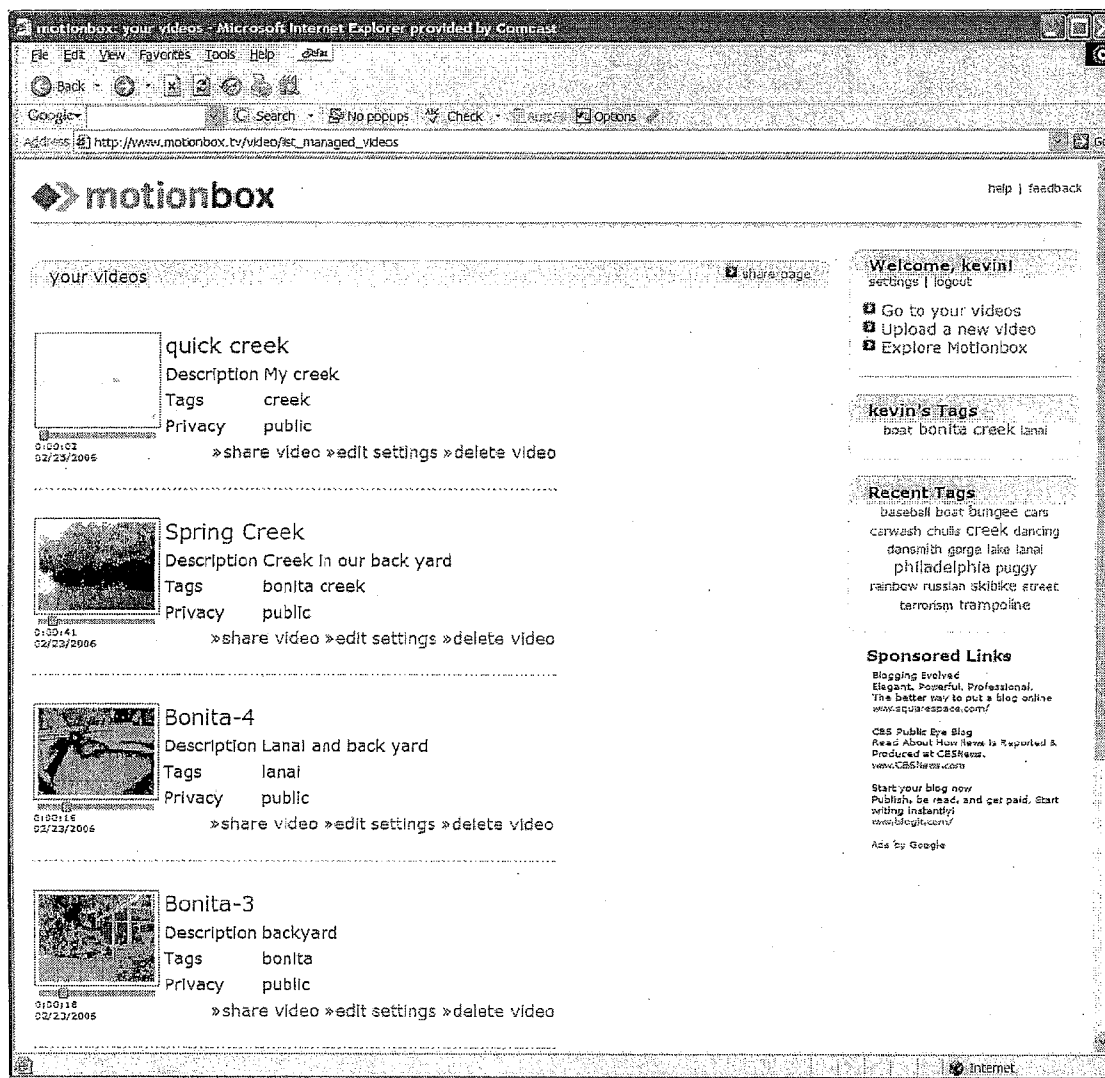 motionbox: your videos - Microsoft Internet Explorer provided by Comcast
File Edit View Favorites Tools Help
Back
Google Search No popups Check Options
Address http://www.motionbox.tv/video/list_managed_videos Go
motionbox
help | feedback
your videos
share page
quick creek
Description My creek
Tags creek
Privacy public
0:00:02
02/23/2006
»share video »edit settings »delete video
Spring Creek
Description Creek in our back yard
Tags bonita creek
Privacy public
0:00:41
02/23/2006
»share video »edit settings »delete video
Bonita-4
Description Lanai and back yard
Tags lanai
Privacy public
0:00:16
02/23/2006
»share video »edit settings »delete video
Bonita-3
Description backyard
Tags bonita
Privacy public
0:00:18
02/23/2006
»share video »edit settings »delete video
Welcome, kevin!
settings | logout
Go to your videos
Upload a new video
Explore Motionbox
kevin's Tags
boat bonita creek lanai
Recent Tags
baseball boat bungee cars
carwash chulis creek dancing
dansmith gorge lake lanai
philadelphia puggy
rainbow russian skibike street
terrorism trampoline
Sponsored Links
Blogging Evolved
Elegant, Powerful, Professional.
The better way to put a blog online
www.squarespace.com/
CBS Public Eye Blog
Read About How News Is Reported &
Produced at CBSNews.
www.CBSNews.com
Start your blog now
Publish, be read, and get paid, Start
writing instantly!
www.blogit.com/
Ads by Google
Internet